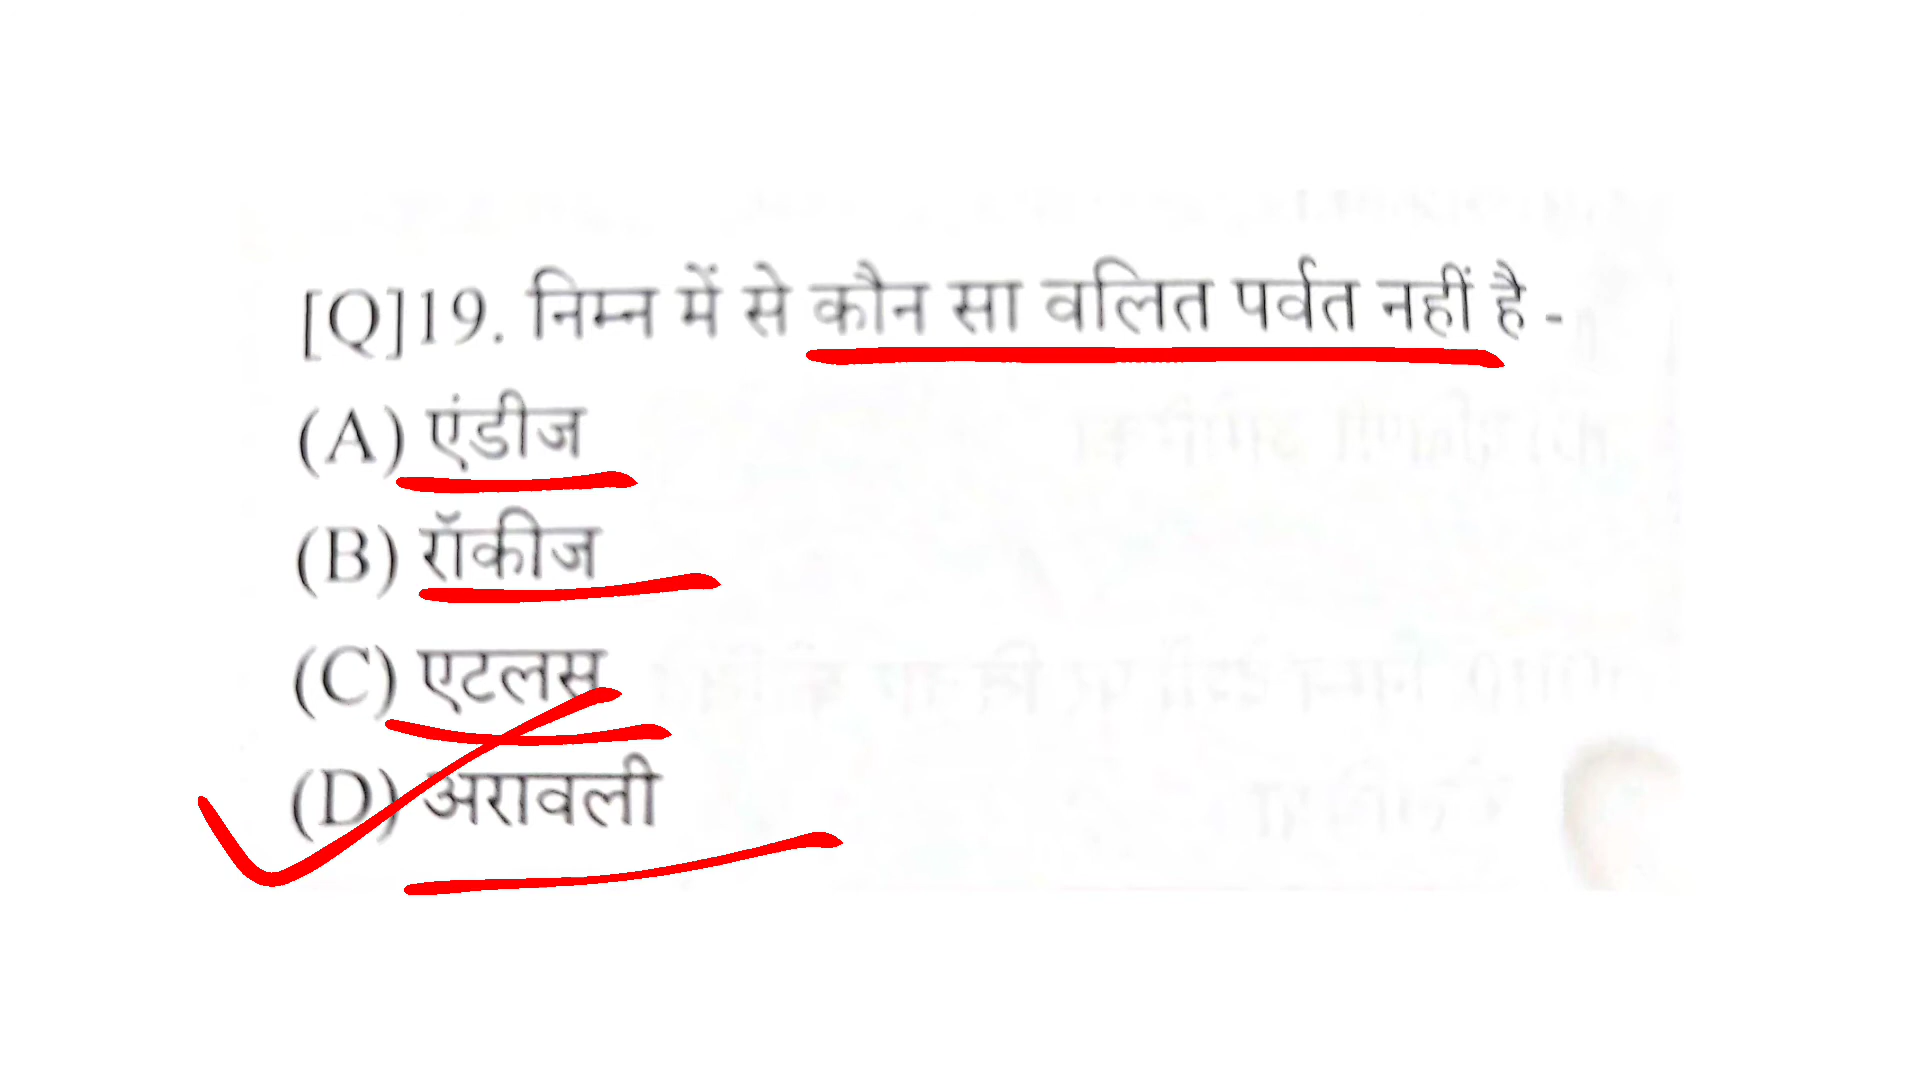 [Q]19. निम्न में से कौन सा वलित पर्वत नहीं है -
(A) एंडीज
(B) रॉकीज
(C) एटलस
(D) अरावली